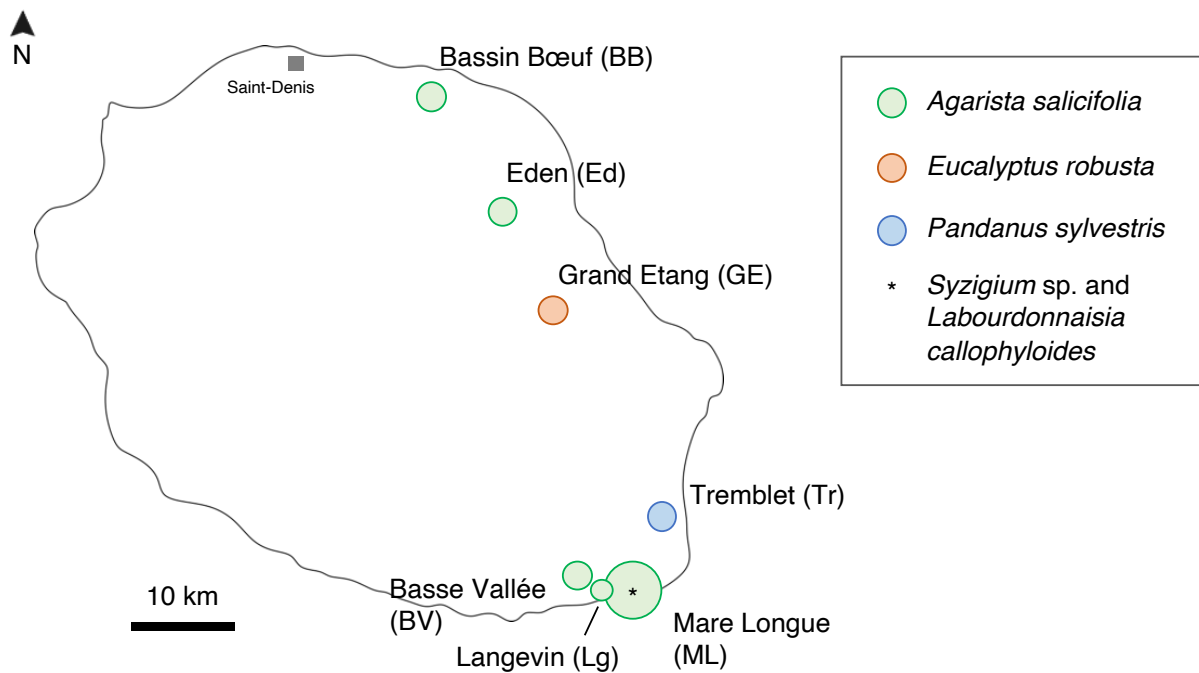 N
Saint-Denis
Bassin Bœuf (BB)
Eden (Ed)
Grand Etang (GE)
Tremblet (Tr)
Basse Vallée
(BV)
Langevin (Lg)
Mare Longue
(ML)
10 km
Agarista salicifolia
Eucalyptus robusta
Pandanus sylvestris
* Syzigium sp. and
Labourdonnaisia
callophyloides
*